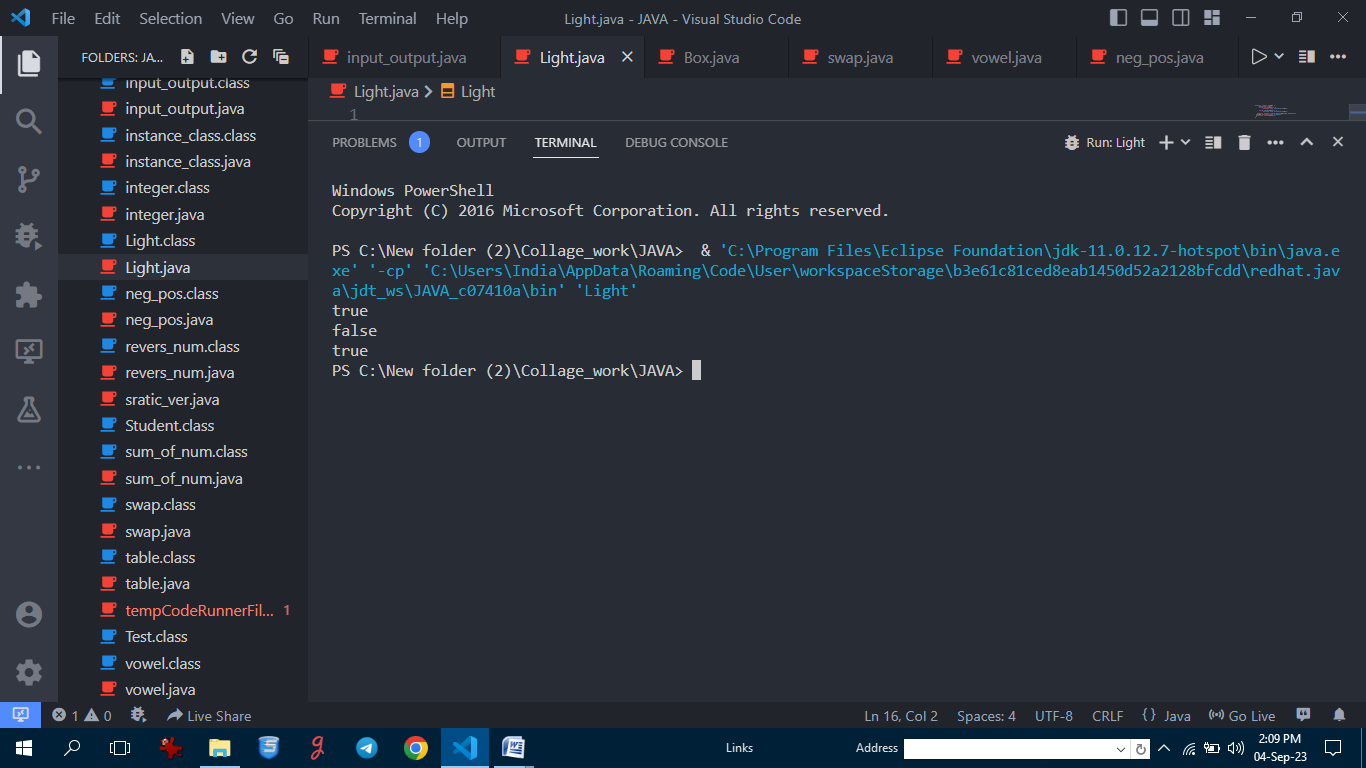 File Edit Selection View Go Run Terminal Help Light.java - JAVA - Visual Studio Code
FOLDERS: JA...
input_output.java Light.java Box.java swap.java vowel.java neg_pos.java
Light.java Light
1
input_output.class
input_output.java
instance_class.class
instance_class.java
integer.class
integer.java
Light.class
Light.java
neg_pos.class
neg_pos.java
revers_num.class
revers_num.java
sratic_ver.java
Student.class
sum_of_num.class
sum_of_num.java
swap.class
swap.java
table.class
table.java
tempCodeRunnerFil... 1
Test.class
vowel.class
vowel.java
PROBLEMS 1 OUTPUT TERMINAL DEBUG CONSOLE Run: Light
Windows PowerShell
Copyright (C) 2016 Microsoft Corporation. All rights reserved.
PS C:\New folder (2)\Collage_work\JAVA>  & 'C:\Program Files\Eclipse Foundation\jdk-11.0.12.7-hotspot\bin\java.e
xe' '-cp' 'C:\Users\India\AppData\Roaming\Code\User\workspaceStorage\b3e61c81ced8eab1450d52a2128bfcdd\redhat.jav
a\jdt_ws\JAVA_c07410a\bin' 'Light'
true
false
true
PS C:\New folder (2)\Collage_work\JAVA>
1 0 Live Share Ln 16, Col 2 Spaces: 4 UTF-8 CRLF {} Java Go Live
Links Address 2:09 PM
04-Sep-23